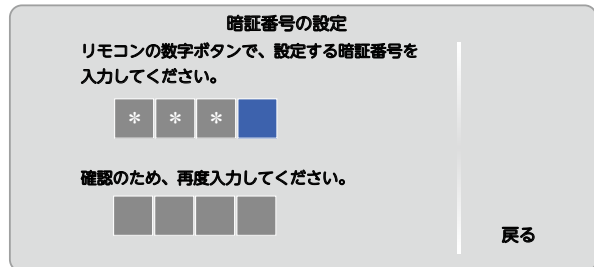 暗証番号の設定
リモコンの数字ボタンで、設定する暗証番号を
入力してください。
* * *
確認のため、再度入力してください。
戻る